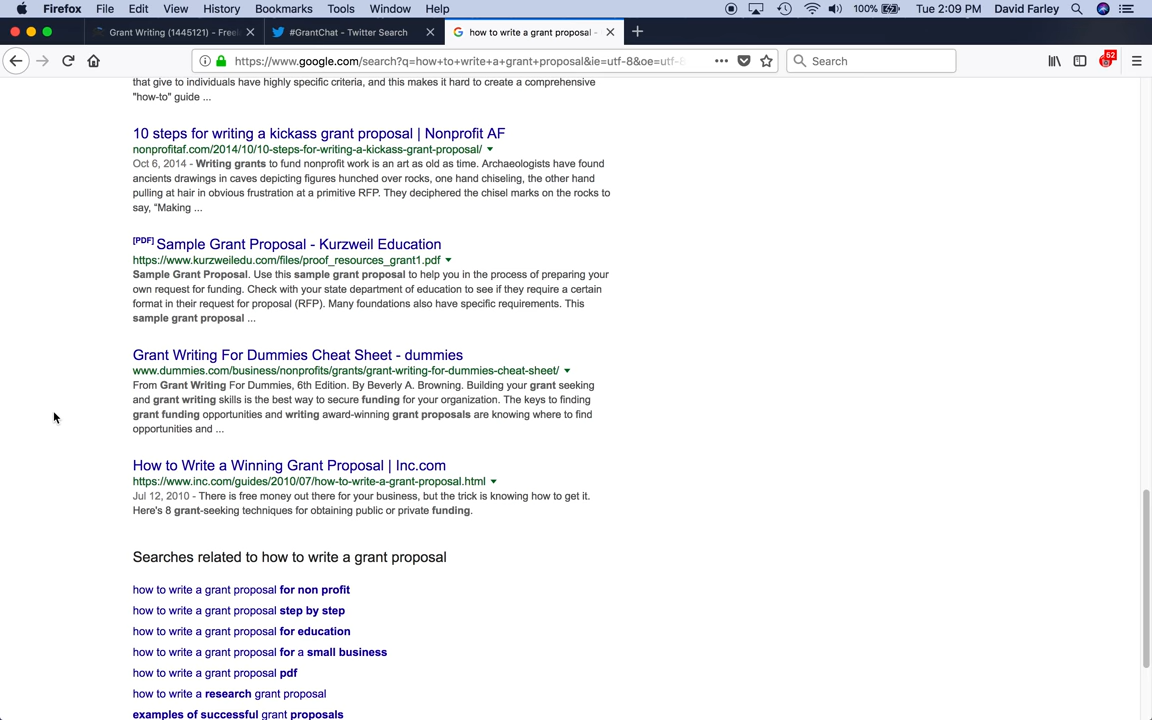 Firefox File Edit View History Bookmarks Tools Window Help 100% Tue 2:09 PM David Farley
Grant Writing (1445121) - Free #GrantChat - Twitter Search how to write a grant proposal -
https://www.google.com/search?q=how+to+write+a+grant+proposal&ie=utf-8&oe=utf-8 Search 52
that give to individuals have highly specific criteria, and this makes it hard to create a comprehensive
"how-to" guide ...
10 steps for writing a kickass grant proposal | Nonprofit AF
nonprofitaf.com/2014/10/10-steps-for-writing-a-kickass-grant-proposal/
Oct 6, 2014 - Writing grants to fund nonprofit work is an art as old as time. Archaeologists have found
ancients drawings in caves depicting figures hunched over rocks, one hand chiseling, the other hand
pulling at hair in obvious frustration at a primitive RFP. They deciphered the chisel marks on the rocks to
say, "Making ...
[PDF] Sample Grant Proposal - Kurzweil Education
https://www.kurzweiledu.com/files/proof_resources_grant1.pdf
Sample Grant Proposal. Use this sample grant proposal to help you in the process of preparing your
own request for funding. Check with your state department of education to see if they require a certain
format in their request for proposal (RFP). Many foundations also have specific requirements. This
sample grant proposal ...
Grant Writing For Dummies Cheat Sheet - dummies
www.dummies.com/business/nonprofits/grants/grant-writing-for-dummies-cheat-sheet/
From Grant Writing For Dummies, 6th Edition. By Beverly A. Browning. Building your grant seeking
and grant writing skills is the best way to secure funding for your organization. The keys to finding
grant funding opportunities and writing award-winning grant proposals are knowing where to find
opportunities and ...
How to Write a Winning Grant Proposal | Inc.com
https://www.inc.com/guides/2010/07/how-to-write-a-grant-proposal.html
Jul 12, 2010 - There is free money out there for your business, but the trick is knowing how to get it.
Here's 8 grant-seeking techniques for obtaining public or private funding.
Searches related to how to write a grant proposal
how to write a grant proposal for non profit
how to write a grant proposal step by step
how to write a grant proposal for education
how to write a grant proposal for a small business
how to write a grant proposal pdf
how to write a research grant proposal
examples of successful grant proposals